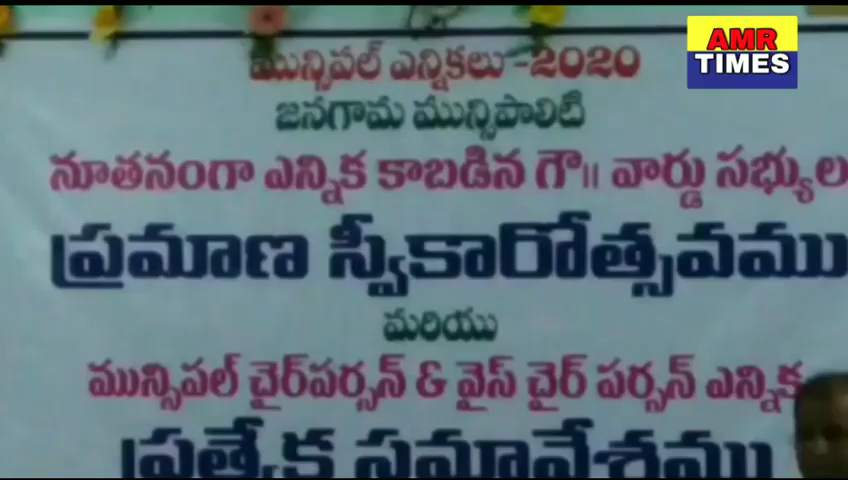 AMR
TIMES
మున్సిపల్ ఎన్నికలు -2020
జనగామ మున్సిపాలిటి
నూతనంగా ఎన్నిక కాబడిన గౌ॥ వార్డు సభ్యుల
ప్రమాణ స్వీకారోత్సవము
మరియు
మున్సిపల్ చైర్‌పర్సన్ & వైస్ చైర్ పర్సన్ ఎన్నిక
ప్రత్యేక సమావేశము